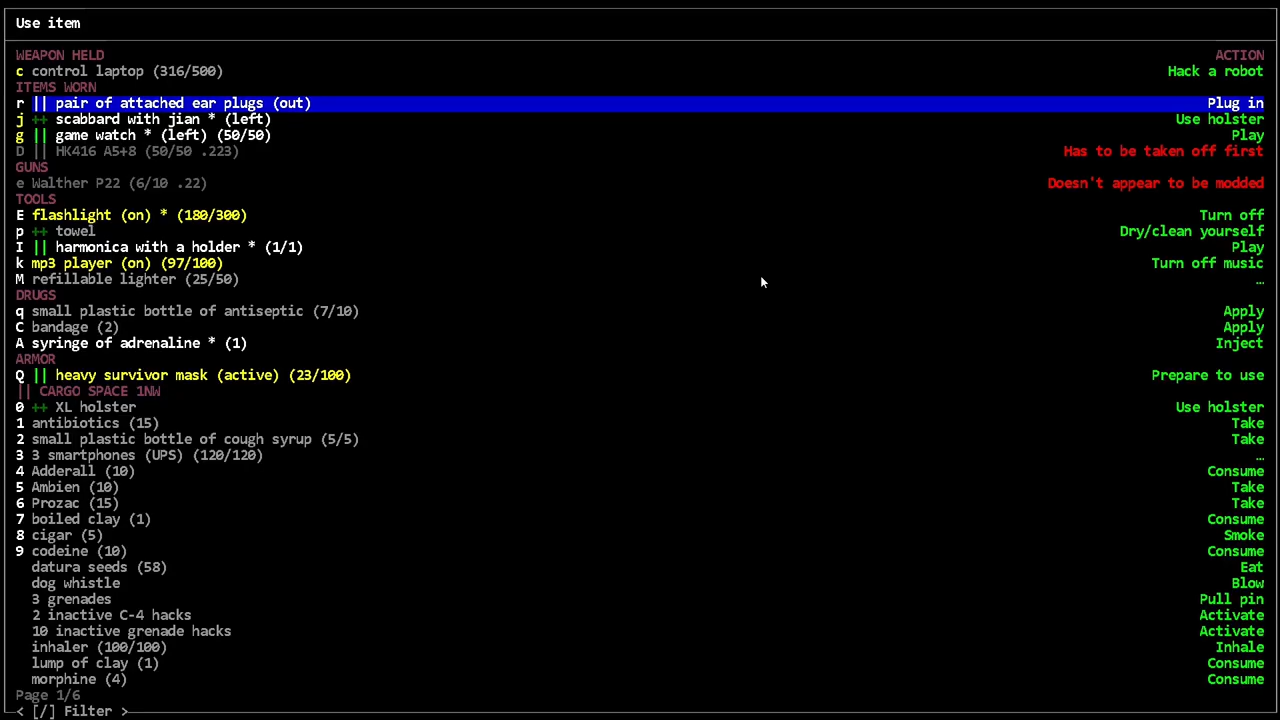 Use item
WEAPON HELD ACTION
c control laptop (316/500) Hack a robot
ITEMS WORN
r || pair of attached ear plugs (out) Plug in
j ++ scabbard with jian * (left) Use holster
g || game watch * (left) (50/50) Play
D || HK416 A5+8 (50/50 .223) Has to be taken off first
GUNS
e Walther P22 (6/10 .22) Doesn't appear to be modded
TOOLS
E flashlight (on) * (180/300) Turn off
p ++ towel Dry/clean yourself
I || harmonica with a holder * (1/1) Play
k mp3 player (on) (97/100) Turn off music
M refillable lighter (25/50) …
DRUGS
q small plastic bottle of antiseptic (7/10) Apply
C bandage (2) Apply
A syringe of adrenaline * (1) Inject
ARMOR
Q || heavy survivor mask (active) (23/100) Prepare to use
|| CARGO SPACE 1NW
0 ++ XL holster Use holster
1 antibiotics (15) Take
2 small plastic bottle of cough syrup (5/5) Take
3 3 smartphones (UPS) (120/120) …
4 Adderall (10) Consume
5 Ambien (10) Take
6 Prozac (15) Take
7 boiled clay (1) Consume
8 cigar (5) Smoke
9 codeine (10) Consume
datura seeds (58) Eat
dog whistle Blow
3 grenades Pull pin
2 inactive C-4 hacks Activate
10 inactive grenade hacks Activate
inhaler (100/100) Inhale
lump of clay (1) Consume
morphine (4) Consume
Page 1/6
< [/] Filter >